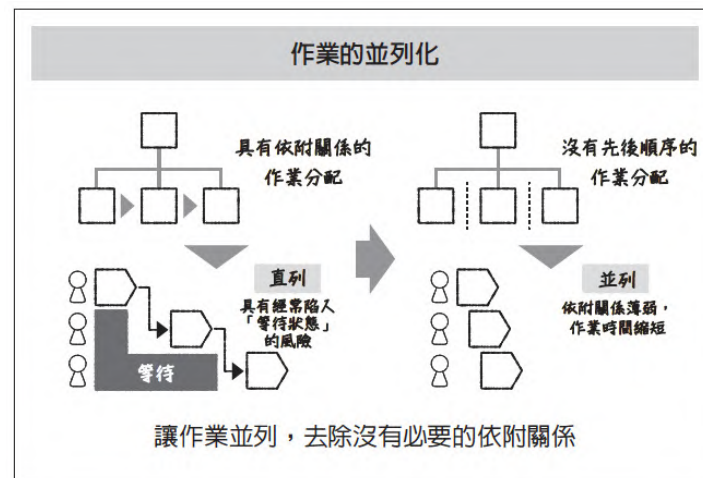 作業的並列化
具有依附關係的
作業分配
沒有先後順序的
作業分配
直列
具有經常陷入
「等待狀態」
的風險
等待
並列
依附關係薄弱，
作業時間縮短
讓作業並列，去除沒有必要的依附關係